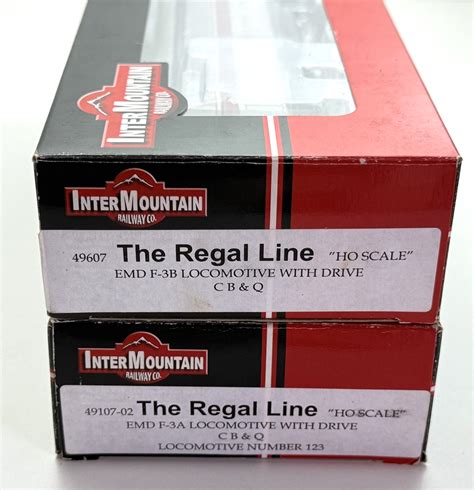 INTERMOUNTAIN
RAILWAY CO.
INTERMOUNTAIN
RAILWAY CO.
49607 The Regal Line "HO SCALE"
EMD F-3B LOCOMOTIVE WITH DRIVE
C B & Q
INTERMOUNTAIN
RAILWAY CO.
49107-02 The Regal Line "HO SCALE"
EMD F-3A LOCOMOTIVE WITH DRIVE
C B & Q
LOCOMOTIVE NUMBER 123